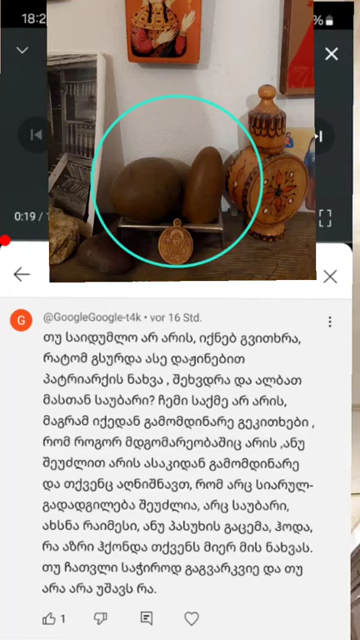 18:2
%
0:19 / 1
G
@GoogleGoogle-t4k • vor 16 Std.
თუ საიდუმლო არ არის, იქნებ გვითხრა,
რატომ გსურდა ასე დაჟინებით
პატრიარქის ნახვა , შეხვდრა და ალბათ
მასთან საუბარი? ჩემი საქმე არ არის,
მაგრამ იქედან გამომდინარე გეკითხები ,
რომ როგორ მდგომარეობაშიც არის ,ანუ
შეუძლით არის ასაკიდან გამომდინარე
და თქვენც აღნიშნავთ, რომ არც სიარულ-
გადადგილება შეუძლია, არც საუბარი,
ახსნა რაიმესი, ანუ პასუხის გაცემა, ჰოდა,
რა აზრი ჰქონდა თქვენს მიერ მის ნახვას.
თუ ჩათვლი საჭიროდ გაგვარკვიე და თუ
არა არა უშავს რა.
1